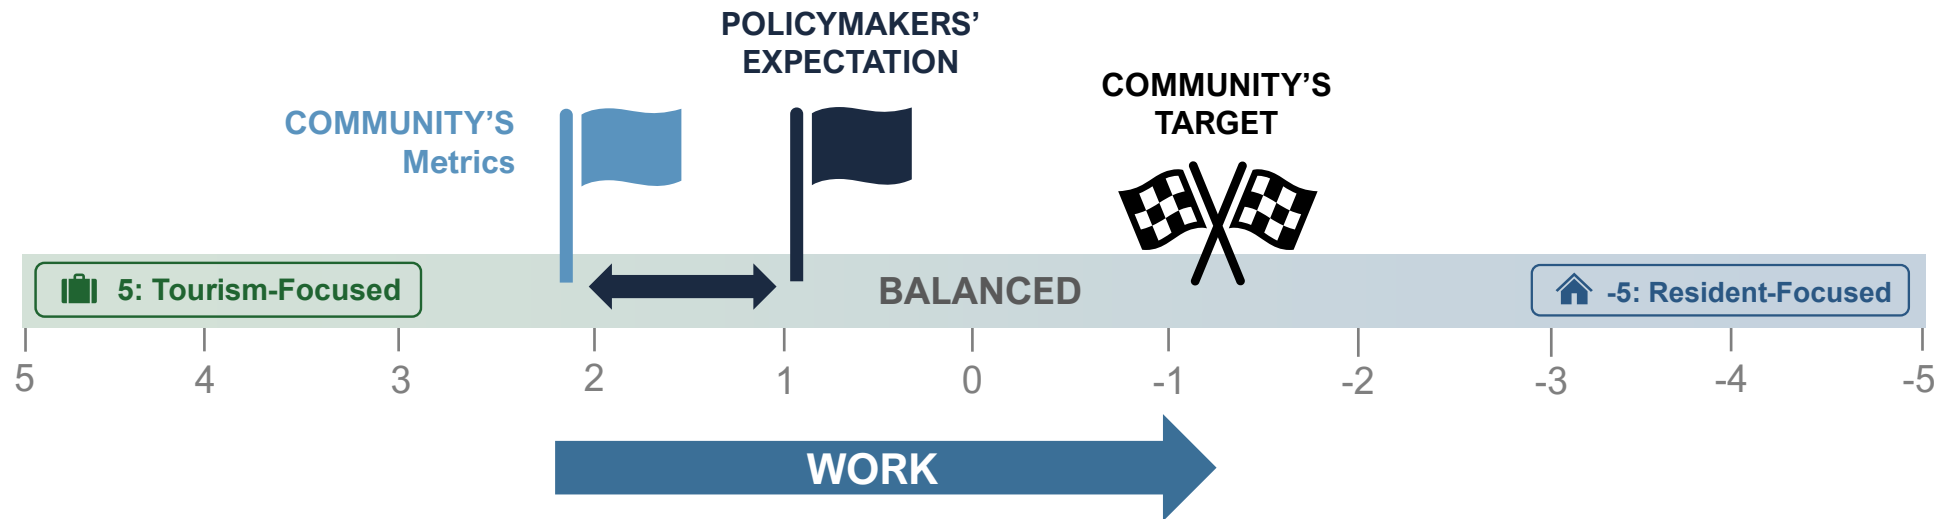 POLICYMAKERS’
EXPECTATION
COMMUNITY’S
Metrics
COMMUNITY’S
TARGET
5: Tourism-Focused
BALANCED
-5: Resident-Focused
5 4 3 2 1 0 -1 -2 -3 -4 -5
WORK